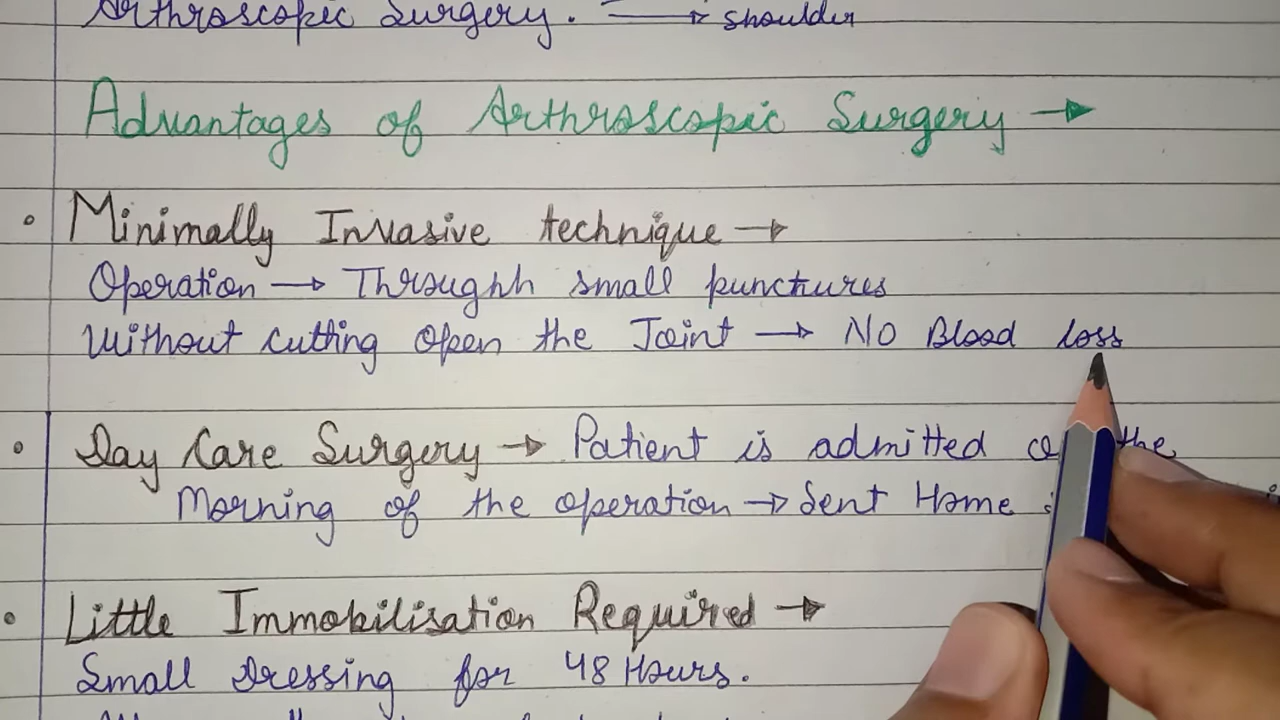 Arthroscopic Surgery. → shoulder
Advantages of Arthroscopic Surgery →
• Minimally Invasive technique →
Operation → Throughh small punctures
Without cutting open the Joint → NO Blood loss
• Day Care Surgery → Patient is admitted the
Morning of the operation → Sent Home
• Little Immobilisation Required →
Small Dressing for 48 Hours.